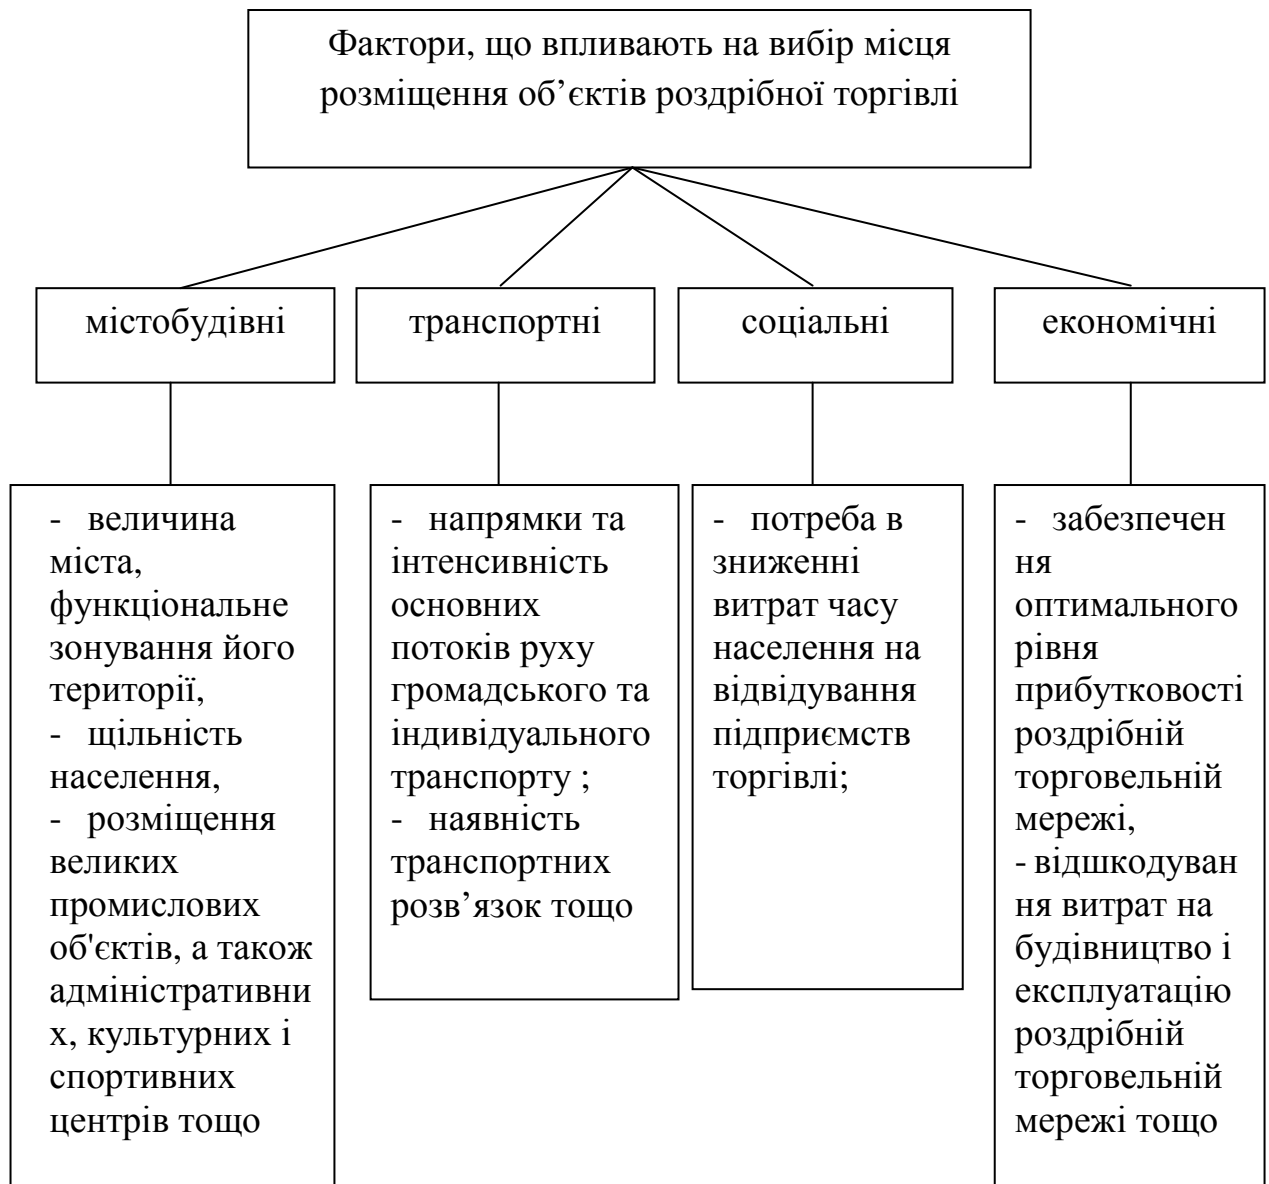 Фактори, що впливають на вибір місця
розміщення об’єктів роздрібної торгівлі
містобудівні
транспортні
соціальні
економічні
- величина
міста,
функціональне
зонування його
території,
- щільність
населення,
- розміщення
великих
промислових
об'єктів, а також
адміністративни
х, культурних і
спортивних
центрів тощо
- напрямки та
інтенсивність
основних
потоків руху
громадського та
індивідуального
транспорту ;
- наявність
транспортних
розв’язок тощо
- потреба в
зниженні
витрат часу
населення на
відвідування
підприємств
торгівлі;
- забезпечен
ня
оптимального
рівня
прибутковості
роздрібній
торговельній
мережі,
- відшкодуван
ня витрат на
будівництво і
експлуатацію
роздрібній
торговельній
мережі тощо